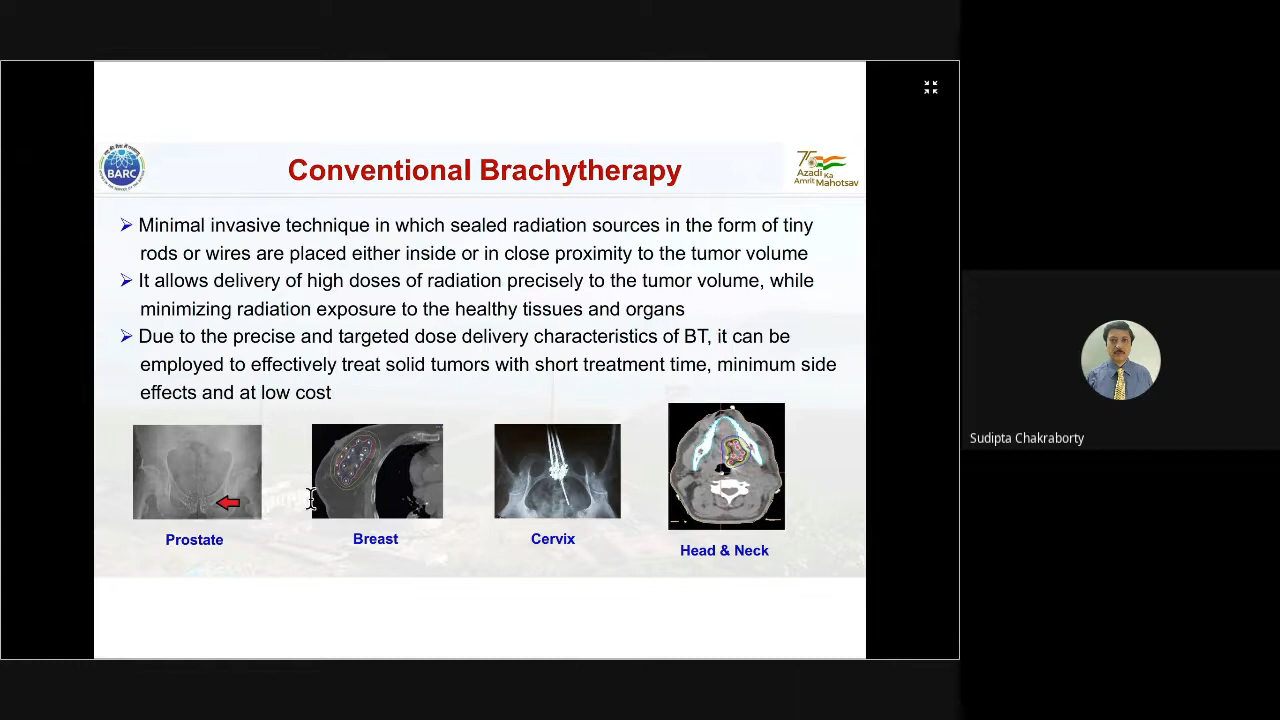 BARC
Conventional Brachytherapy
75
Azadi
Ka
Amrit Mahotsav
Minimal invasive technique in which sealed radiation sources in the form of tiny
rods or wires are placed either inside or in close proximity to the tumor volume
It allows delivery of high doses of radiation precisely to the tumor volume, while
minimizing radiation exposure to the healthy tissues and organs
Due to the precise and targeted dose delivery characteristics of BT, it can be
employed to effectively treat solid tumors with short treatment time, minimum side
effects and at low cost
Prostate
Breast
Cervix
Head & Neck
Sudipta Chakraborty